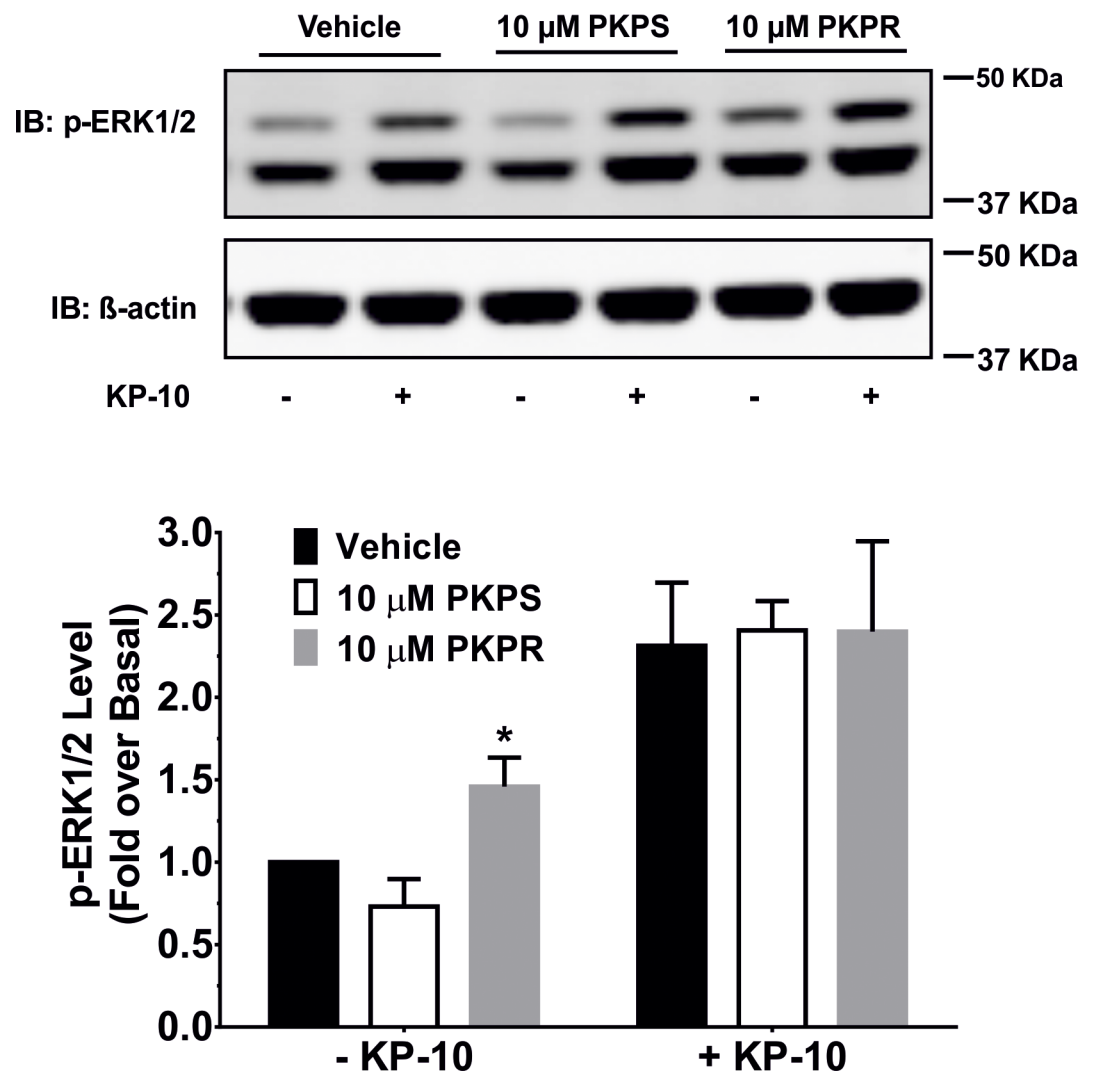 Vehicle 10 µM PKPS 10 µM PKPR
50 KDa
IB: p-ERK1/2
37 KDa
50 KDa
IB: ß-actin
37 KDa
KP-10 - + - + - +
3.0
Vehicle
2.5
10 µM PKPS
10 µM PKPR
2.0
*
1.5
1.0
0.5
0.0
p-ERK1/2 Level
(Fold over Basal)
- KP-10 + KP-10